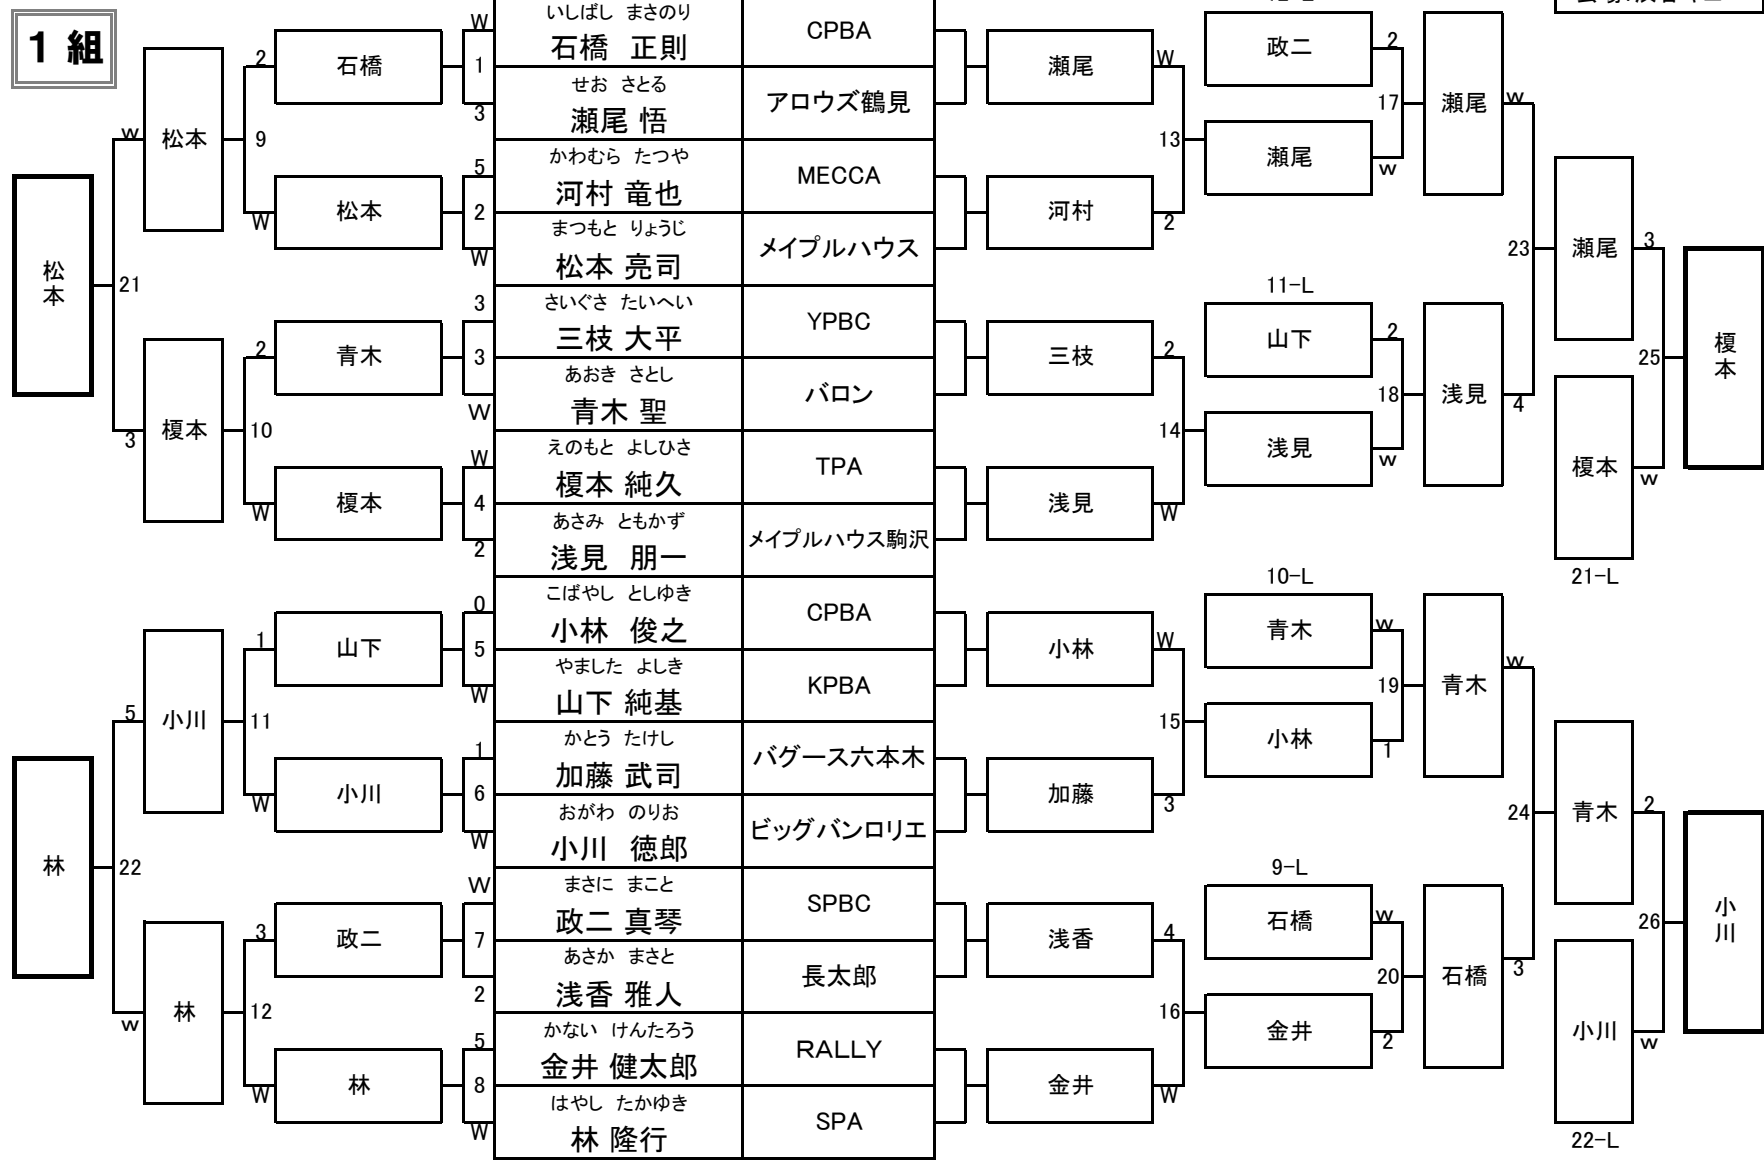 1 組
いしばし まさのり
石橋 正則
CPBA
せお さとる
瀬尾 悟
アロウズ鶴見
かわむら たつや
河村 竜也
MECCA
まつもと りょうじ
松本 亮司
メイプルハウス
さいぐさ たいへい
三枝 大平
YPBC
あおき さとし
青木 聖
バロン
えのもと よしひさ
榎本 純久
TPA
あさみ ともかず
浅見 朋一
メイプルハウス駒沢
こばやし としゆき
小林 俊之
CPBA
やました よしき
山下 純基
KPBA
かとう たけし
加藤 武司
バグース六本木
おがわ のりお
小川 徳郎
ビッグバンロリエ
まさに まこと
政二 真琴
SPBC
あさか まさと
浅香 雅人
長太郎
かない けんたろう
金井 健太郎
RALLY
はやし たかゆき
林 隆行
SPA
W
1
3
5
2
W
3
3
W
W
4
2
0
5
W
1
6
W
W
7
2
5
8
W
石橋
松本
青木
榎本
山下
小川
政二
林
2
9
W
2
10
W
1
11
W
3
12
W
松本
榎本
小川
林
w
21
3
5
22
w
松本
林
瀬尾
河村
三枝
浅見
小林
加藤
浅香
金井
W
13
2
2
14
W
W
15
3
4
16
W
政二
瀬尾
11-L
山下
浅見
10-L
青木
小林
9-L
石橋
金井
2
17
w
2
18
w
w
19
1
w
20
2
瀬尾
浅見
青木
石橋
w
23
4
w
24
3
瀬尾
榎本
21-L
青木
小川
22-L
3
25
w
2
26
w
榎本
小川